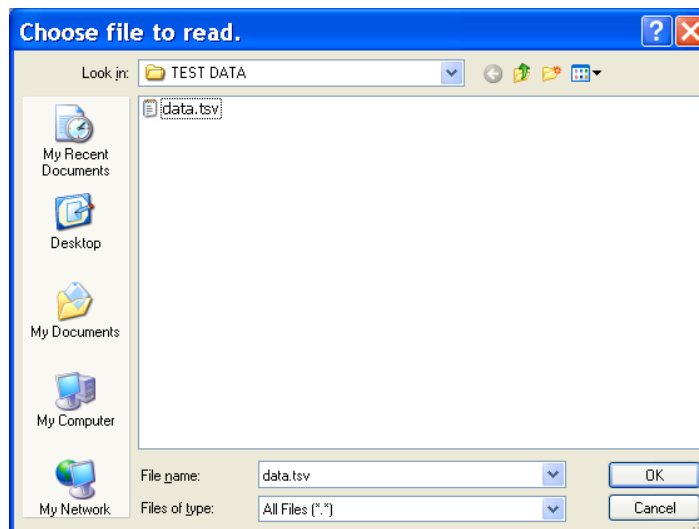 Choose file to read.
Look in: TEST DATA
data.tsv
My Recent
Documents
Desktop
My Documents
My Computer
My Network
File name: data.tsv OK
Files of type: All Files (*.*) Cancel